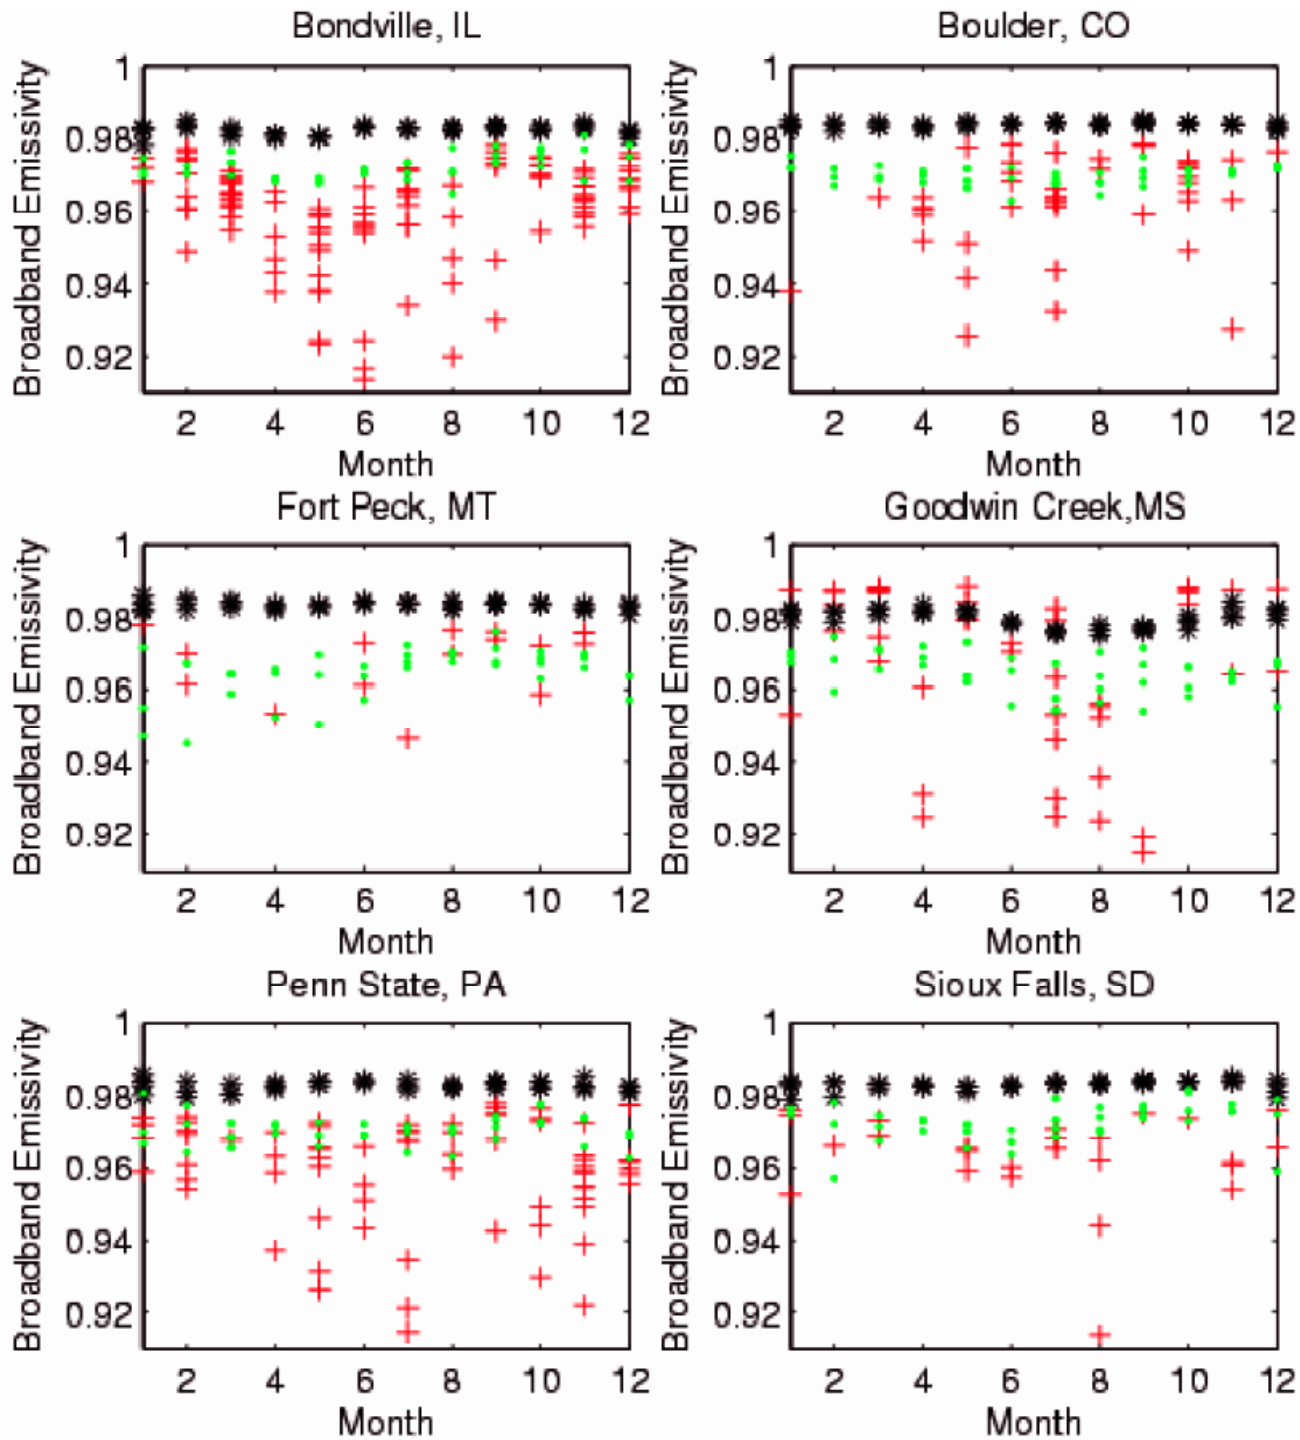 Bondville, IL
Broadband Emissivity
1
0.98
0.96
0.94
0.92
2 4 6 8 10 12
Month
Boulder, CO
Broadband Emissivity
1
0.98
0.96
0.94
0.92
2 4 6 8 10 12
Month
Fort Peck, MT
Broadband Emissivity
1
0.98
0.96
0.94
0.92
2 4 6 8 10 12
Month
Goodwin Creek,MS
Broadband Emissivity
1
0.98
0.96
0.94
0.92
2 4 6 8 10 12
Month
Penn State, PA
Broadband Emissivity
1
0.98
0.96
0.94
0.92
2 4 6 8 10 12
Month
Sioux Falls, SD
Broadband Emissivity
1
0.98
0.96
0.94
0.92
2 4 6 8 10 12
Month